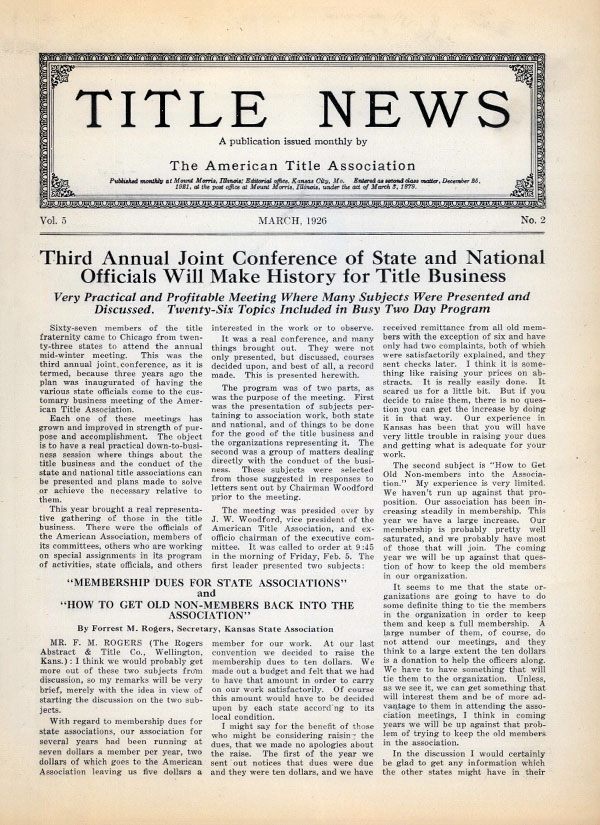 TITLE NEWS
A publication issued monthly by
The American Title Association
Published monthly at Mount Morris, Illinois; Editorial office, Kansas City, Mo. Entered as second class matter, December 25,
1921, at the post office at Mount Morris, Illinois, under the act of March 3, 1879.
Vol. 5 MARCH, 1926 No. 2
Third Annual Joint Conference of State and National
Officials Will Make History for Title Business
Very Practical and Profitable Meeting Where Many Subjects Were Presented and
Discussed. Twenty-Six Topics Included in Busy Two Day Program
Sixty-seven members of the title
fraternity came to Chicago from twen-
ty-three states to attend the annual
mid-winter meeting. This was the
third annual joint conference, as it is
termed, because three years ago the
plan was inaugurated of having the
various state officials come to the cus-
tomary business meeting of the Amer-
ican Title Association.
Each one of these meetings has
grown and improved in strength of pur-
pose and accomplishment. The object
is to have a real practical down-to-busi-
ness session where things about the
title business and the conduct of the
state and national title associations can
be presented and plans made to solve
or achieve the necessary relative to
them.
This year brought a real representa-
tive gathering of those in the title
business. There were the officials of
the American Association, members of
its committees, others who are working
on special assignments in its program
of activities, state officials, and others
interested in the work or to observe.
It was a real conference, and many
things brought out. They were not
only presented, but discussed, courses
decided upon, and best of all, a record
made. This is presented herewith.
The program was of two parts, as
was the purpose of the meeting. First
was the presentation of subjects per-
taining to association work, both state
and national, and of things to be done
for the good of the title business and
the organizations representing it. The
second was a group of matters dealing
directly with the conduct of the busi-
ness. These subjects were selected
from those suggested in responses to
letters sent out by Chairman Woodford
prior to the meeting.
The meeting was presided over by
J. W. Woodford, vice president of the
American Title Association, and ex-
officio chairman of the executive com-
mittee. It was called to order at 9:45
in the morning of Friday, Feb. 5. The
first leader presented two subjects:
"MEMBERSHIP DUES FOR STATE ASSOCIATIONS"
and
"HOW TO GET OLD NON-MEMBERS BACK INTO THE
ASSOCIATION"
By Forrest M. Rogers, Secretary, Kansas State Association
MR. F. M. ROGERS (The Rogers
Abstract & Title Co., Wellington,
Kans.): I think we would probably get
more out of these two subjects from
discussion, so my remarks will be very
brief, merely with the idea in view of
starting the discussion on the two sub-
jects.
With regard to membership dues for
state associations, our association for
several years had been running at
seven dollars a member per year, two
dollars of which goes to the American
Association leaving us five dollars a
member for our work. At our last
convention we decided to raise the
membership dues to ten dollars. We
made out a budget and felt that we had
to have that amount in order to carry
on our work satisfactorily. Of course
this amount would have to be decided
upon by each state according to its
local condition.
I might say for the benefit of those
who might be considering raising the
dues, that we made no apologies about
the raise. The first of the year we
sent out notices that dues were due
and they were ten dollars, and we have
received remittance from all old mem-
bers with the exception of six and have
only had two complaints, both of which
were satisfactorily explained, and they
sent checks later. I think it is some-
thing like raising your prices on ab-
stracts. It is really easily done. It
scared us for a little bit. But if you
decide to raise them, there is no ques-
tion you can get the increase by doing
it in that way. Our experience in
Kansas has been that you will have
very little trouble in raising your dues
and getting what is adequate for your
work.
The second subject is "How to Get
Old Non-members into the Associa-
tion." My experience is very limited.
We haven't run up against that pro-
position. Our association has been in-
creasing steadily in membership. This
year we have a large increase. Our
membership is probably pretty well
saturated, and we probably have most
of those that will join. The coming
year we will be up against that ques-
tion of how to keep the old members
in our organization.
It seems to me that the state or-
ganizations are going to have to do
some definite thing to tie the members
in the organization in order to keep
them and keep a full membership. A
large number of them, of course, do
not attend our meetings, and they
think to a large extent the ten dollars
is a donation to help the officers along.
We have to have something that will
tie them to the organization. Unless,
as we see it, we can get something that
will interest them and be of more ad-
vantage to them in attending the asso-
ciation meetings, I think in coming
years we will be up against that prob-
lem of trying to keep the old members
in the association.
In the discussion I would certainly
be glad to get any information which
the other states might have in their